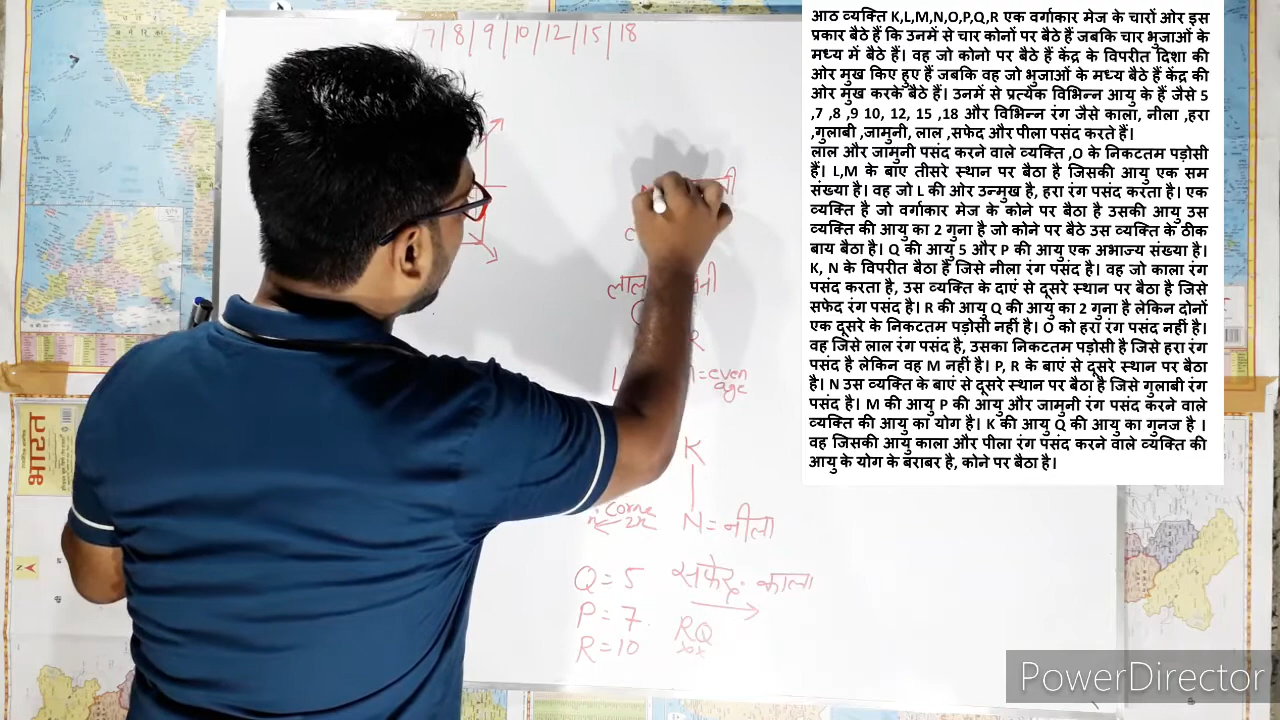 आठ व्यक्ति K,L,M,N,O,P,Q,R एक वर्गाकार मेज के चारों ओर इस
प्रकार बैठे हैं कि उनमें से चार कोनों पर बैठे हैं जबकि चार भुजाओं के
मध्य में बैठे हैं। वह जो कोनो पर बैठे हैं केंद्र के विपरीत दिशा की
ओर मुख किए हुए हैं जबकि वह जो भुजाओं के मध्य बैठे हैं केंद्र की
ओर मुख करके बैठे हैं। उनमें से प्रत्येक विभिन्न आयु के हैं जैसे 5
,7 ,8 ,9 10, 12, 15 ,18 और विभिन्न रंग जैसे काला, नीला ,हरा
,गुलाबी ,जामुनी, लाल ,सफेद और पीला पसंद करते हैं।
लाल और जामुनी पसंद करने वाले व्यक्ति ,O के निकटतम पड़ोसी
हैं। L,M के बाएं तीसरे स्थान पर बैठा है जिसकी आयु एक सम
संख्या है। वह जो L की ओर उन्मुख है, हरा रंग पसंद करता है। एक
व्यक्ति है जो वर्गाकार मेज के कोने पर बैठा है उसकी आयु उस
व्यक्ति की आयु का 2 गुना है जो कोने पर बैठे उस व्यक्ति के ठीक
बाय बैठा है। Q की आयु 5 और P की आयु एक अभाज्य संख्या है।
K, N के विपरीत बैठा है जिसे नीला रंग पसंद है। वह जो काला रंग
पसंद करता है, उस व्यक्ति के दाएं से दूसरे स्थान पर बैठा है जिसे
सफेद रंग पसंद है। R की आयु Q की आयु का 2 गुना है लेकिन दोनों
एक दूसरे के निकटतम पड़ोसी नहीं है। O को हरा रंग पसंद नहीं है।
वह जिसे लाल रंग पसंद है, उसका निकटतम पड़ोसी है जिसे हरा रंग
पसंद है लेकिन वह M नहीं है। P, R के बाएं से दूसरे स्थान पर बैठा
है। N उस व्यक्ति के बाएं से दूसरे स्थान पर बैठा है जिसे गुलाबी रंग
पसंद है। M की आयु P की आयु और जामुनी रंग पसंद करने वाले
व्यक्ति की आयु का योग है। K की आयु Q की आयु का गुनज है ।
वह जिसकी आयु काला और पीला रंग पसंद करने वाले व्यक्ति की
आयु के योग के बराबर है, कोने पर बैठा है।
7 | 8 | 9 | 10 | 12 | 15 | 18
लाल
= even
age
K
N = नीला
Q = 5
P = 7
R = 10
सफेद काला
RQ
भारत
PowerDirector